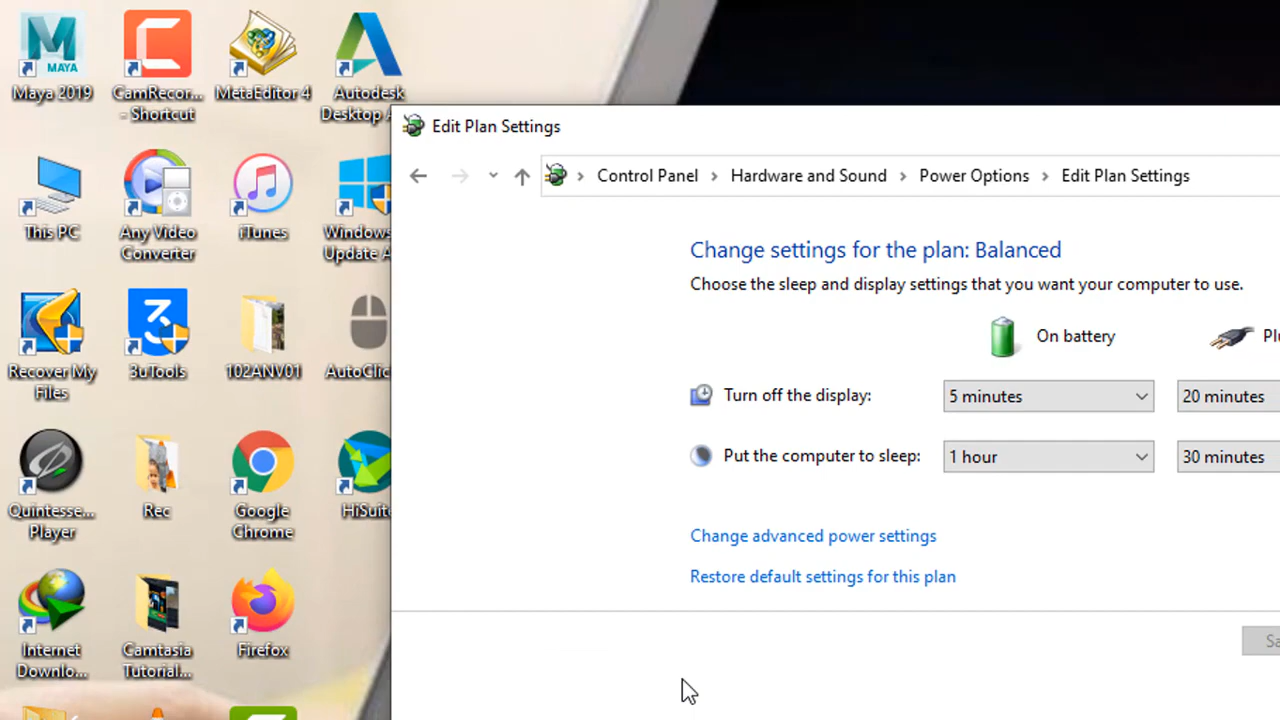 MAYA
Maya 2019
CamRecor...
- Shortcut
MetaEditor 4
Autodesk
Desktop
This PC
Any Video
Converter
iTunes
Windows
Update
Recover My
Files
3uTools
102ANV01
AutoClic
Quintesse...
Player
Rec
Google
Chrome
HiSuite
Internet
Downlo...
Camtasia
Tutorial...
Firefox
Edit Plan Settings
Control Panel > Hardware and Sound > Power Options > Edit Plan Settings
Change settings for the plan: Balanced
Choose the sleep and display settings that you want your computer to use.
On battery
Plu
Turn off the display: 5 minutes 20 minutes
Put the computer to sleep: 1 hour 30 minutes
Change advanced power settings
Restore default settings for this plan
Sa